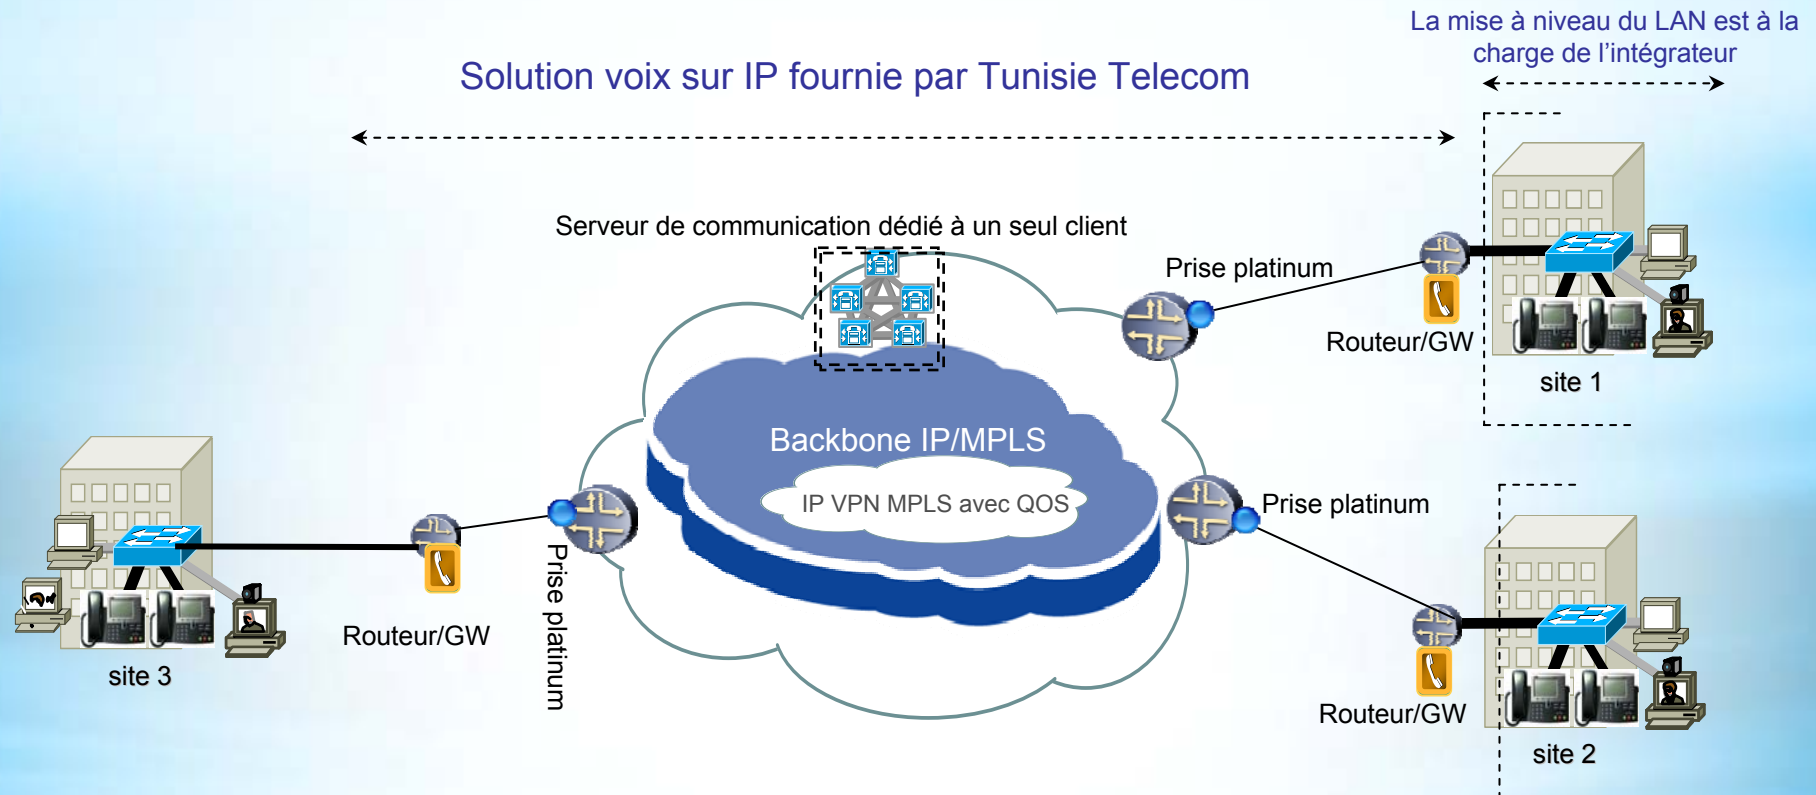 La mise à niveau du LAN est à la
charge de l’intégrateur
Solution voix sur IP fournie par Tunisie Telecom
Serveur de communication dédié à un seul client
Prise platinum
Routeur/GW
site 1
Backbone IP/MPLS
IP VPN MPLS avec QOS
Prise platinum
Prise platinum
Routeur/GW
site 3
Routeur/GW
site 2